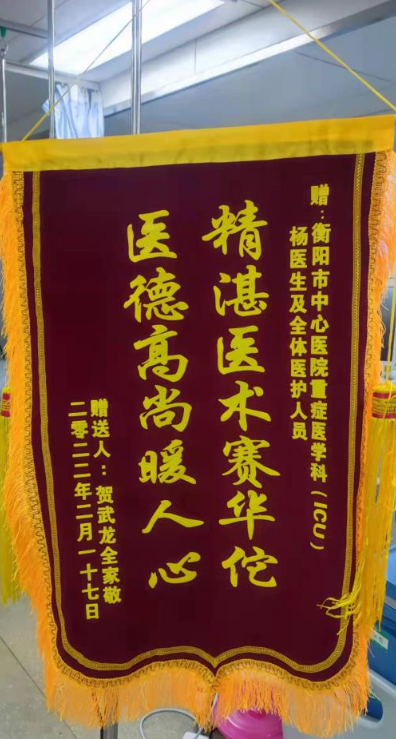 赠：衡阳市中心医院重症医学科（ICU）
杨医生及全体医护人员
精湛医术赛华佗
医德高尚暖人心
赠送人：贺武龙全家敬
二零二二年二月一十七日